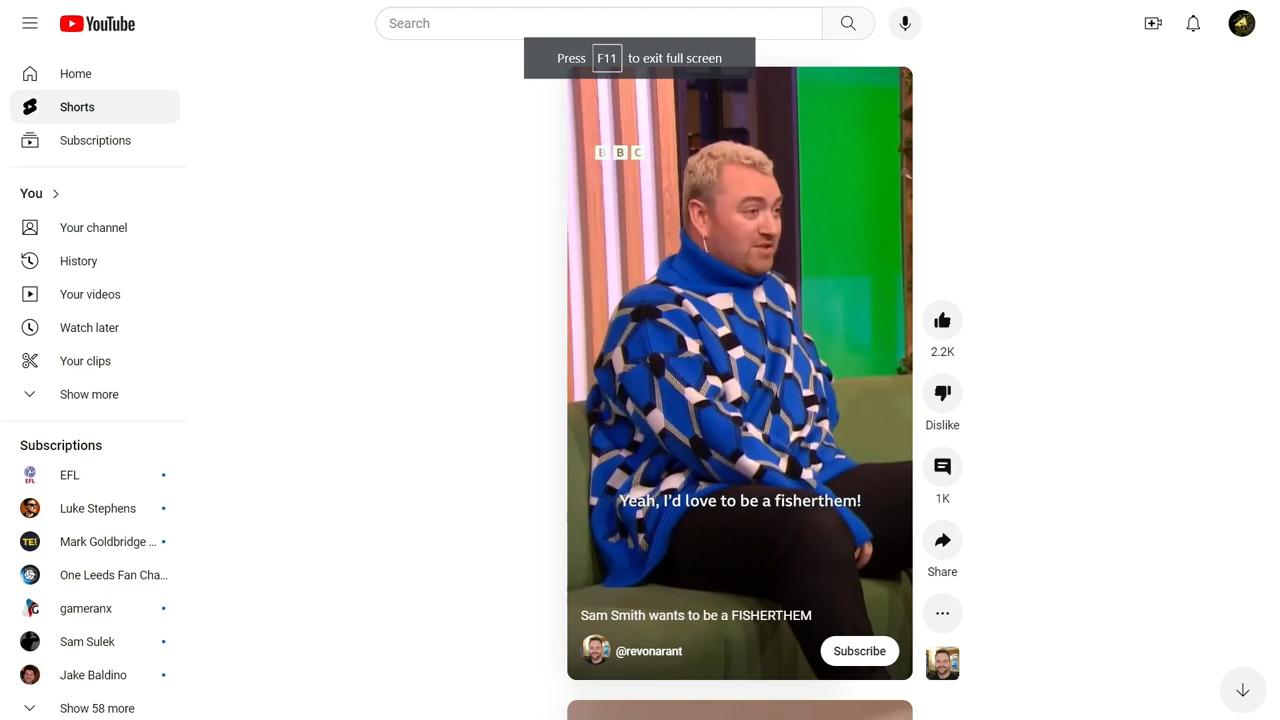 YouTube
Search
Press F11 to exit full screen
Home
Shorts
Subscriptions
You
Your channel
History
Your videos
Watch later
Your clips
Show more
Subscriptions
EFL
EFL
Luke Stephens
Mark Goldbridge ...
One Leeds Fan Cha...
gameranx
Sam Sulek
Jake Baldino
Show 58 more
BBC
Yeah, I'd love to be a fisherthem!
Sam Smith wants to be a FISHERTHEM
@revonarant
Subscribe
2.2K
Dislike
1K
Share